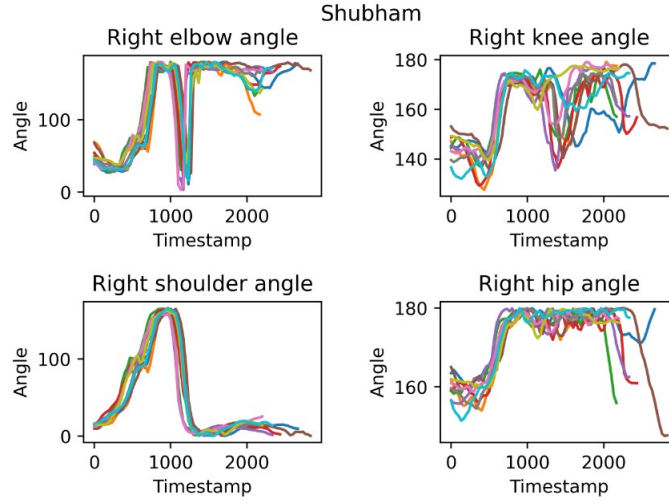 Shubham
Right elbow angle
Right knee angle
Angle
100
0
0
1000
2000
Timestamp
Angle
180
160
140
0
1000
2000
Timestamp
Right shoulder angle
Right hip angle
Angle
100
0
0
1000
2000
Timestamp
Angle
180
160
0
1000
2000
Timestamp